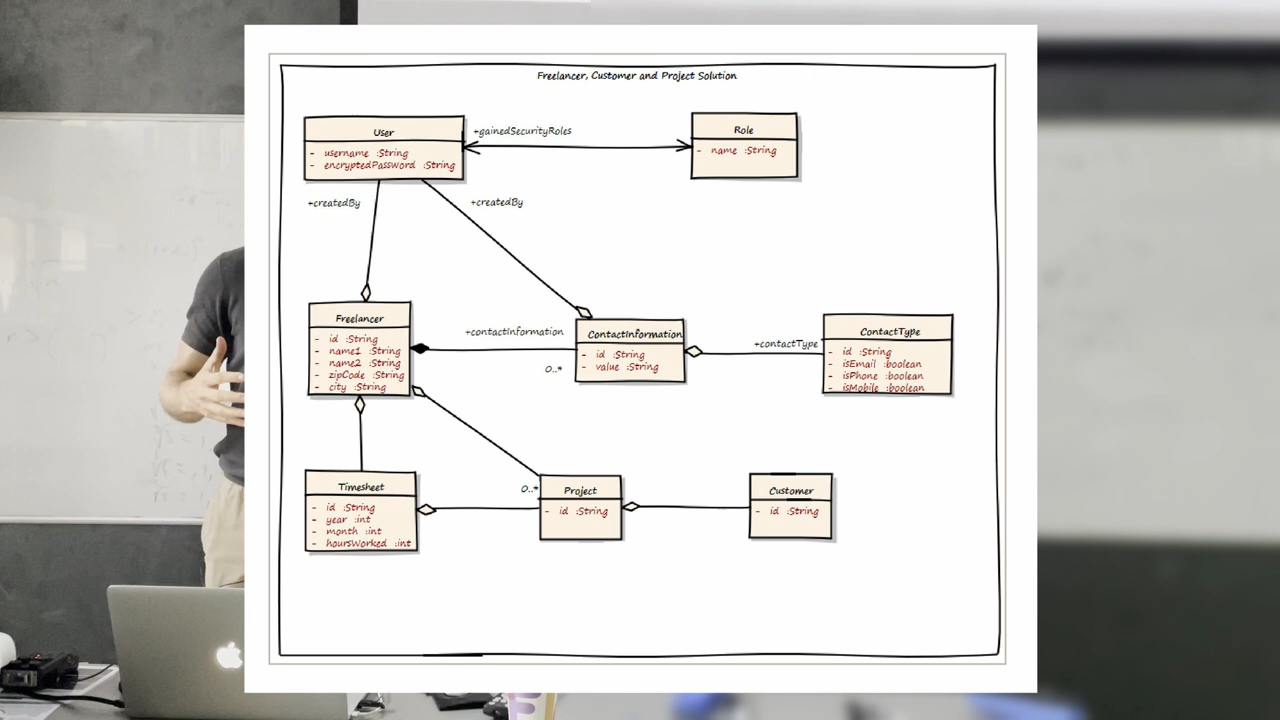 Freelancer, Customer and Project Solution
User
- username :String
- encryptedPassword :String
+gainedSecurityRoles
Role
- name :String
+createdBy
+createdBy
Freelancer
- id :String
- name1 :String
- name2 :String
- zipCode :String
- city :String
+contactInformation
0..*
ContactInformation
- id :String
- value :String
+contactType
ContactType
- id :String
- isEmail :boolean
- isPhone :boolean
- isMobile :boolean
Timesheet
- id :String
- year :int
- month :int
- hoursWorked :int
0..*
Project
- id :String
Customer
- id :String